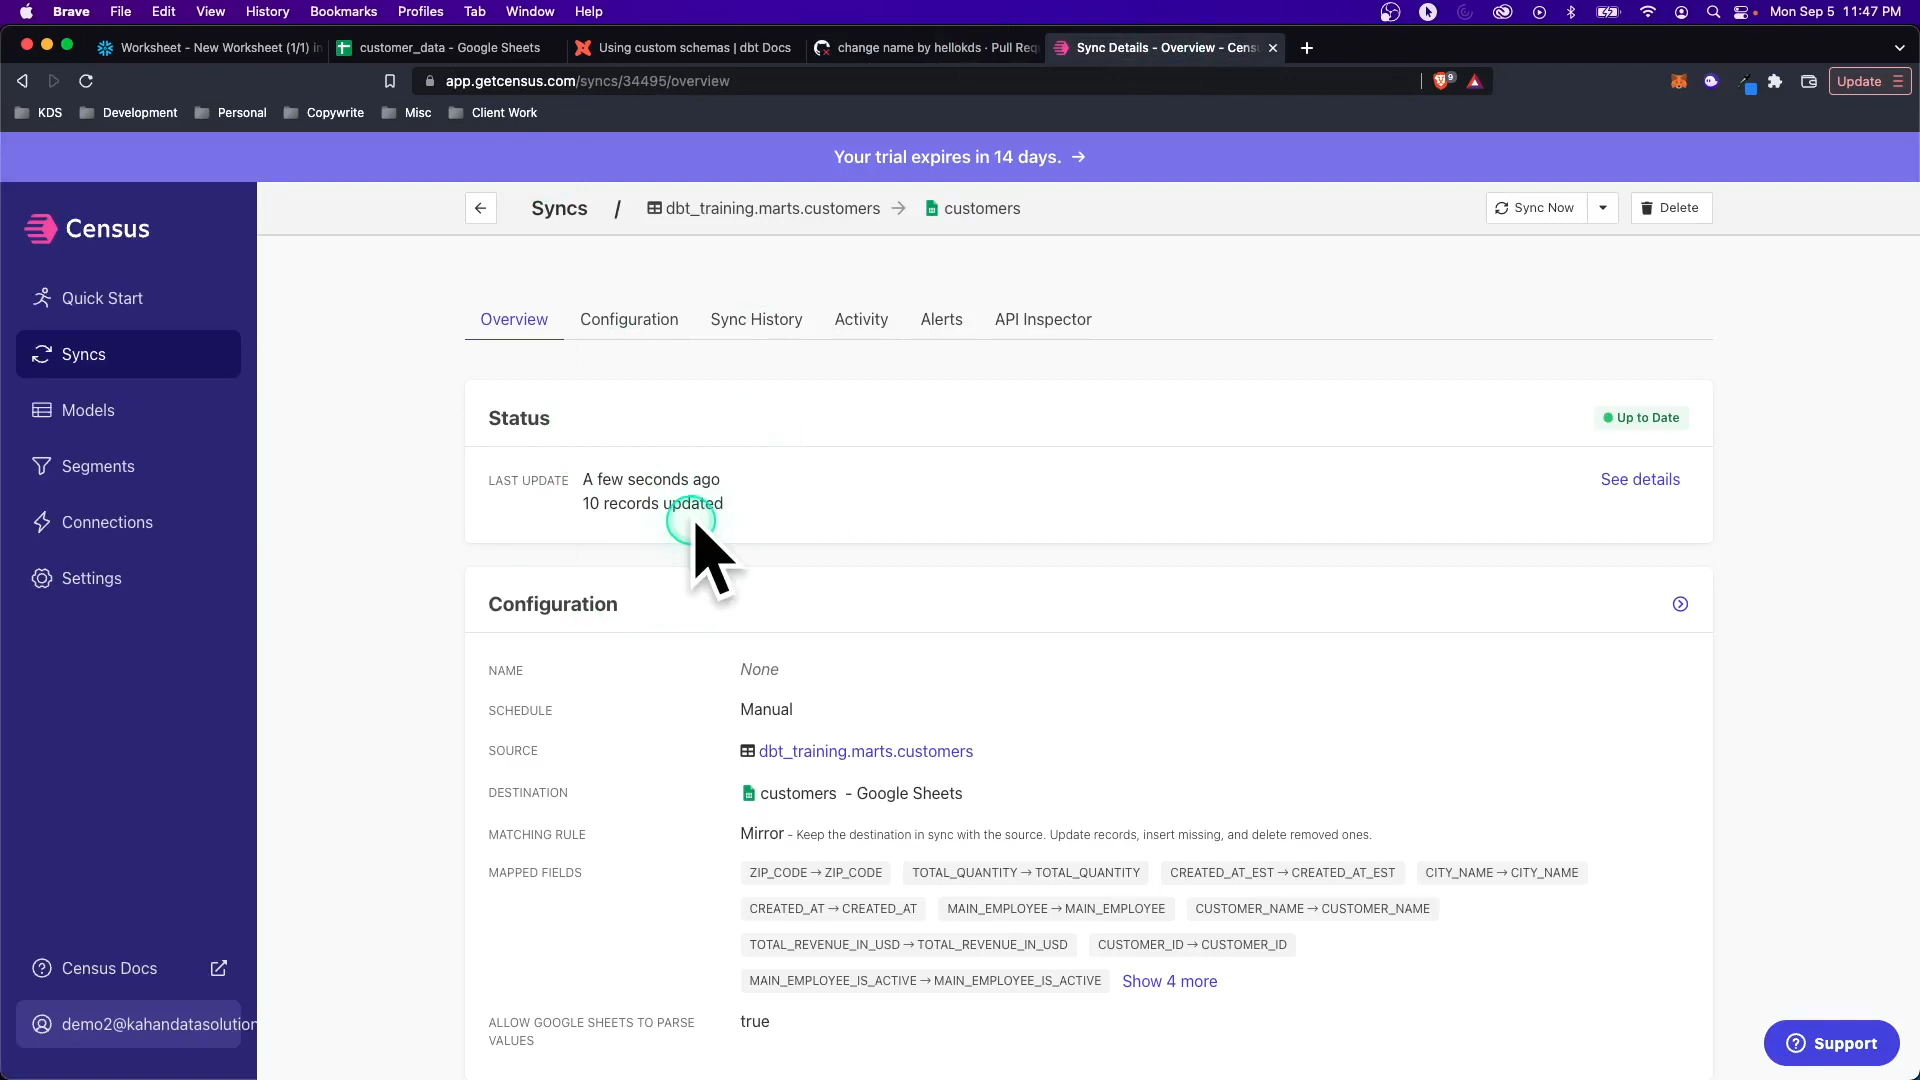 Brave File Edit View History Bookmarks Profiles Tab Window Help Mon Sep 5 11:47 PM
Worksheet - New Worksheet (1/1) in customer_data - Google Sheets Using custom schemas | dbt Docs change name by hellokds · Pull Req Sync Details - Overview - Cens
app.getcensus.com/syncs/34495/overview 9 Update
KDS Development Personal Copywrite Misc Client Work
Your trial expires in 14 days. →
Census
Quick Start
Syncs
Models
Segments
Connections
Settings
Census Docs
demo2@kahandatasolution
Syncs / dbt_training.marts.customers → customers Sync Now Delete
Overview Configuration Sync History Activity Alerts API Inspector
Status Up to Date
LAST UPDATE A few seconds ago See details
10 records updated
Configuration
NAME None
SCHEDULE Manual
SOURCE dbt_training.marts.customers
DESTINATION customers - Google Sheets
MATCHING RULE Mirror - Keep the destination in sync with the source. Update records, insert missing, and delete removed ones.
MAPPED FIELDS ZIP_CODE → ZIP_CODE TOTAL_QUANTITY → TOTAL_QUANTITY CREATED_AT_EST → CREATED_AT_EST CITY_NAME → CITY_NAME
CREATED_AT → CREATED_AT MAIN_EMPLOYEE → MAIN_EMPLOYEE CUSTOMER_NAME → CUSTOMER_NAME
TOTAL_REVENUE_IN_USD → TOTAL_REVENUE_IN_USD CUSTOMER_ID → CUSTOMER_ID
MAIN_EMPLOYEE_IS_ACTIVE → MAIN_EMPLOYEE_IS_ACTIVE Show 4 more
ALLOW GOOGLE SHEETS TO PARSE true
VALUES
Support